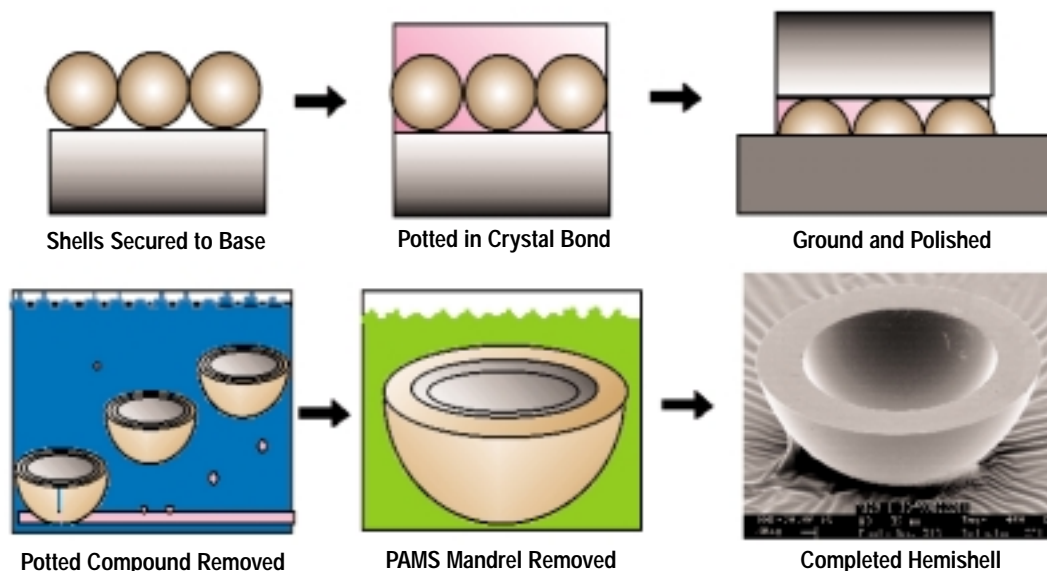 Shells Secured to Base
Potted in Crystal Bond
Ground and Polished
Potted Compound Removed
PAMS Mandrel Removed
Completed Hemishell